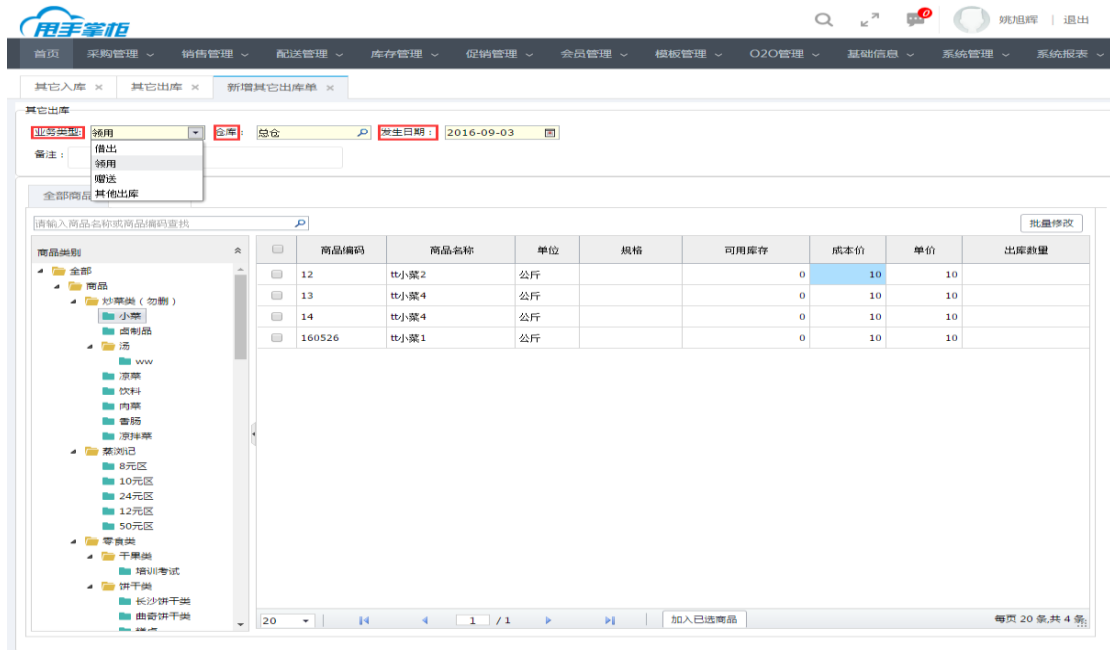 甩手掌柜
0
姚旭辉 | 退出
首页 采购管理 销售管理 配送管理 库存管理 促销管理 会员管理 模板管理 O2O管理 基础信息 系统管理 系统报表
其它入库 × 其它出库 × 新增其它出库单 ×
其它出库
业务类型: 领用 仓库: 总仓 发生日期: 2016-09-03
备注:
借出
领用
赠送
其他出库
全部商品
请输入商品名称或商品编码查找 批量修改
商品类别
全部
商品
炒菜类(勿删)
小菜
卤制品
汤
ww
凉菜
饮料
肉菜
香肠
凉拌菜
蒸浏记
8元区
10元区
24元区
12元区
50元区
零食类
干果类
培训考试
饼干类
长沙饼干类
曲奇饼干类
商品编码 商品名称 单位 规格 可用库存 成本价 单价 出库数量
12 tt小菜2 公斤 0 10 10
13 tt小菜4 公斤 0 10 10
14 tt小菜4 公斤 0 10 10
160526 tt小菜1 公斤 0 10 10
20 1 / 1 加入已选商品 每页 20 条,共 4 条